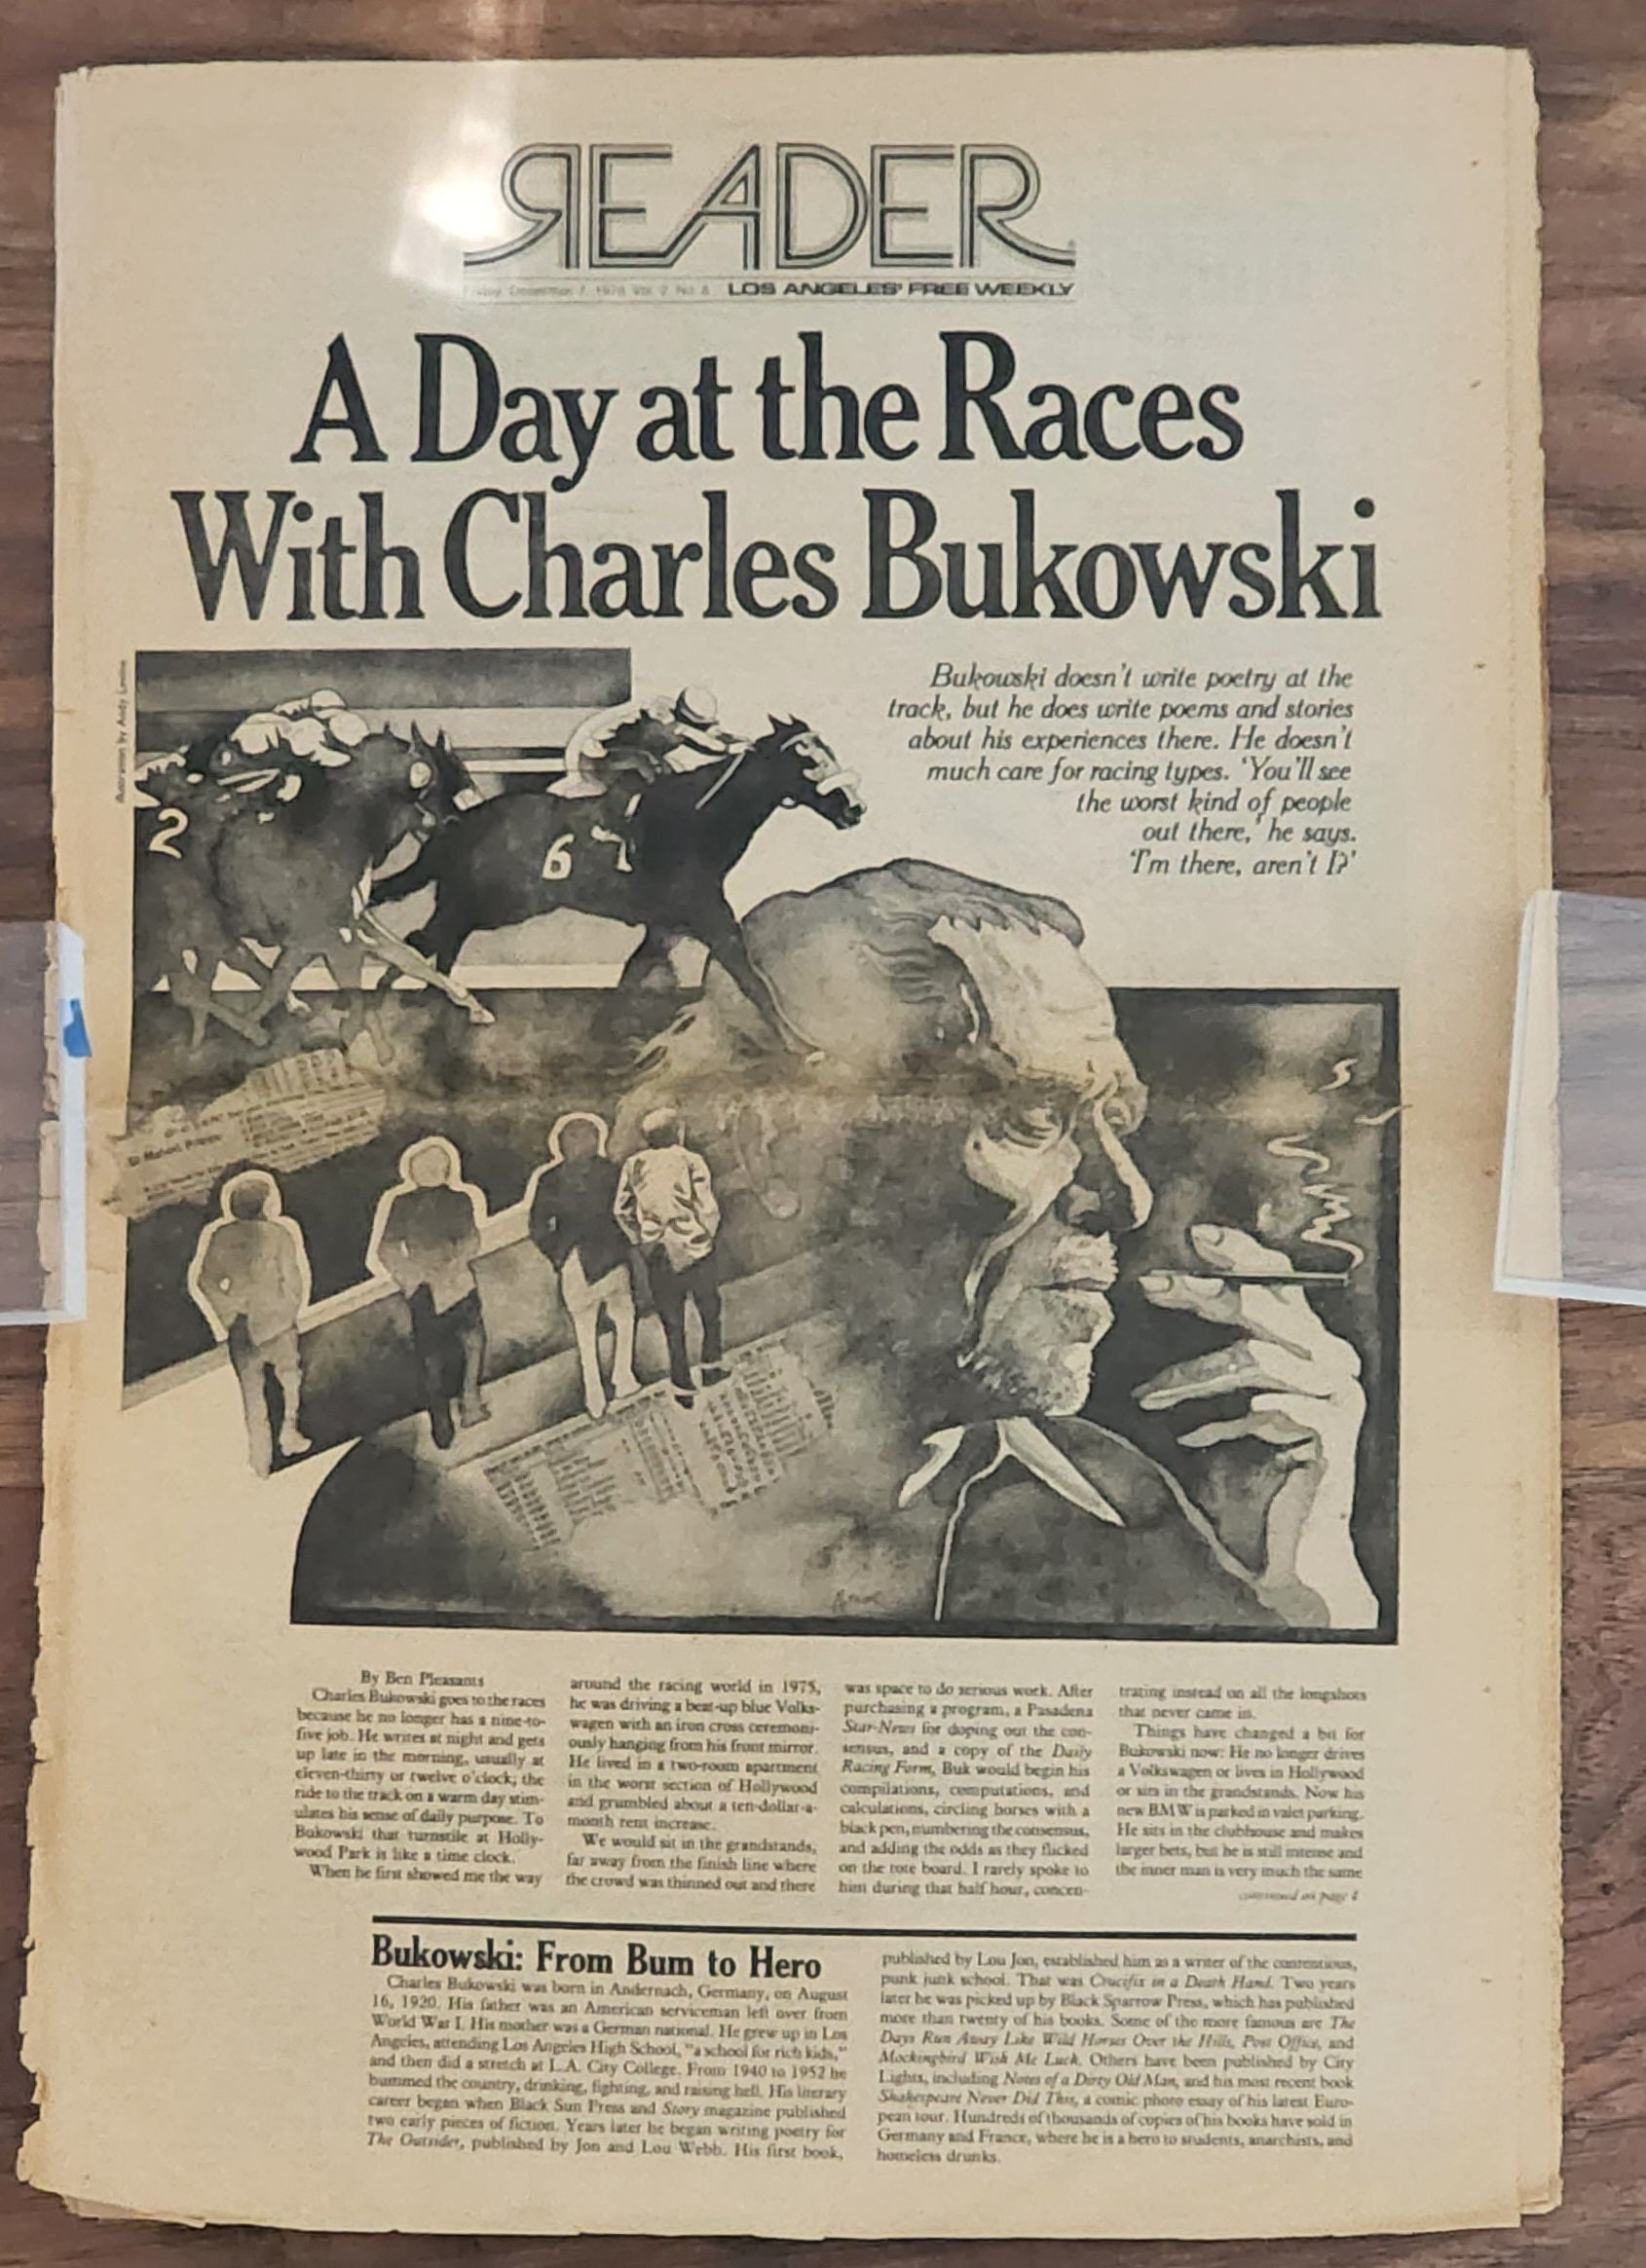 READER
LOS ANGELES' FREE WEEKLY
A Day at the Races
With Charles Bukowski
Illustration by Andy Levine
Bukowski doesn't write poetry at the
track, but he does write poems and stories
about his experiences there. He doesn't
much care for racing types. 'You'll see
the worst kind of people
out there,' he says.
'I'm there, aren't I?'
2
6
By Ben Pleasants
Charles Bukowski goes to the races
because he no longer has a nine-to-
five job. He writes at night and gets
up late in the morning, usually at
eleven-thirty or twelve o'clock; the
ride to the track on a warm day stim-
ulates his sense of daily purpose. To
Bukowski that turnstile at Holly-
wood Park is like a time clock.
When he first showed me the way
around the racing world in 1975,
he was driving a beat-up blue Volks-
wagen with an iron cross ceremoni-
ously hanging from his front mirror.
He lived in a two-room apartment
in the worst section of Hollywood
and grumbled about a ten-dollar-a-
month rent increase.
We would sit in the grandstands,
far away from the finish line where
the crowd was thinned out and there
was space to do serious work. After
purchasing a program, a Pasadena
Star-News for doping out the con-
sensus, and a copy of the Daily
Racing Form, Buk would begin his
compilations, computations, and
calculations, circling horses with a
black pen, numbering the consensus,
and adding the odds as they flicked
on the tote board. I rarely spoke to
him during that half hour, concen-
trating instead on all the longshots
that never came in.
Things have changed a bit for
Bukowski now: He no longer drives
a Volkswagen or lives in Hollywood
or sits in the grandstands. Now his
new BMW is parked in valet parking.
He sits in the clubhouse and makes
larger bets, but he is still intense and
the inner man is very much the same
continued on page 4
Bukowski: From Bum to Hero
Charles Bukowski was born in Andernach, Germany, on August
16, 1920. His father was an American serviceman left over from
World War I. His mother was a German national. He grew up in Los
Angeles, attending Los Angeles High School, "a school for rich kids,"
and then did a stretch at L.A. City College. From 1940 to 1952 he
bummed the country, drinking, fighting, and raising hell. His literary
career began when Black Sun Press and Story magazine published
two early pieces of fiction. Years later he began writing poetry for
The Outsider, published by Jon and Lou Webb. His first book,
published by Lou Jon, established him as a writer of the contentious,
punk junk school. That was Crucifix in a Death Hand. Two years
later he was picked up by Black Sparrow Press, which has published
more than twenty of his books. Some of the more famous are The
Days Run Away Like Wild Horses Over the Hills, Post Office, and
Mockingbird Wish Me Luck. Others have been published by City
Lights, including Notes of a Dirty Old Man, and his most recent book
Shakespeare Never Did This, a comic photo essay of his latest Euro-
pean tour. Hundreds of thousands of copies of his books have sold in
Germany and France, where he is a hero to students, anarchists, and
homeless drunks.